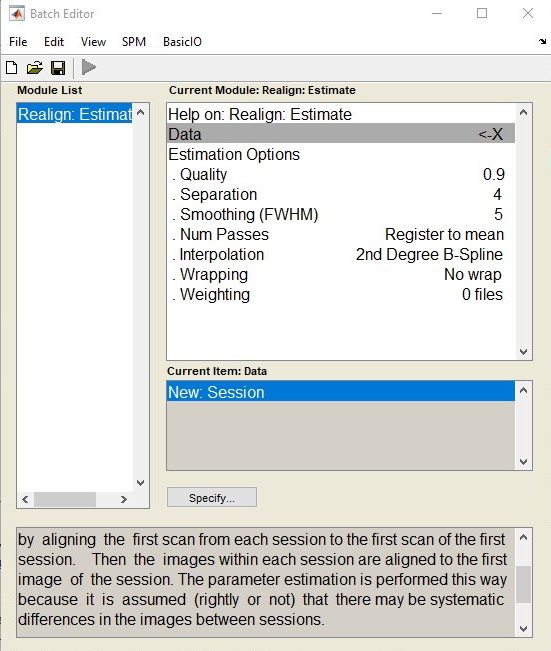 Batch Editor
File Edit View SPM BasicIO
Module List
Realign: Estimat
Current Module: Realign: Estimate
Help on: Realign: Estimate
Data <-X
Estimation Options
. Quality 0.9
. Separation 4
. Smoothing (FWHM) 5
. Num Passes Register to mean
. Interpolation 2nd Degree B-Spline
. Wrapping No wrap
. Weighting 0 files
Current Item: Data
New: Session
Specify...
by aligning the first scan from each session to the first scan of the first
session. Then the images within each session are aligned to the first
image of the session. The parameter estimation is performed this way
because it is assumed (rightly or not) that there may be systematic
differences in the images between sessions.